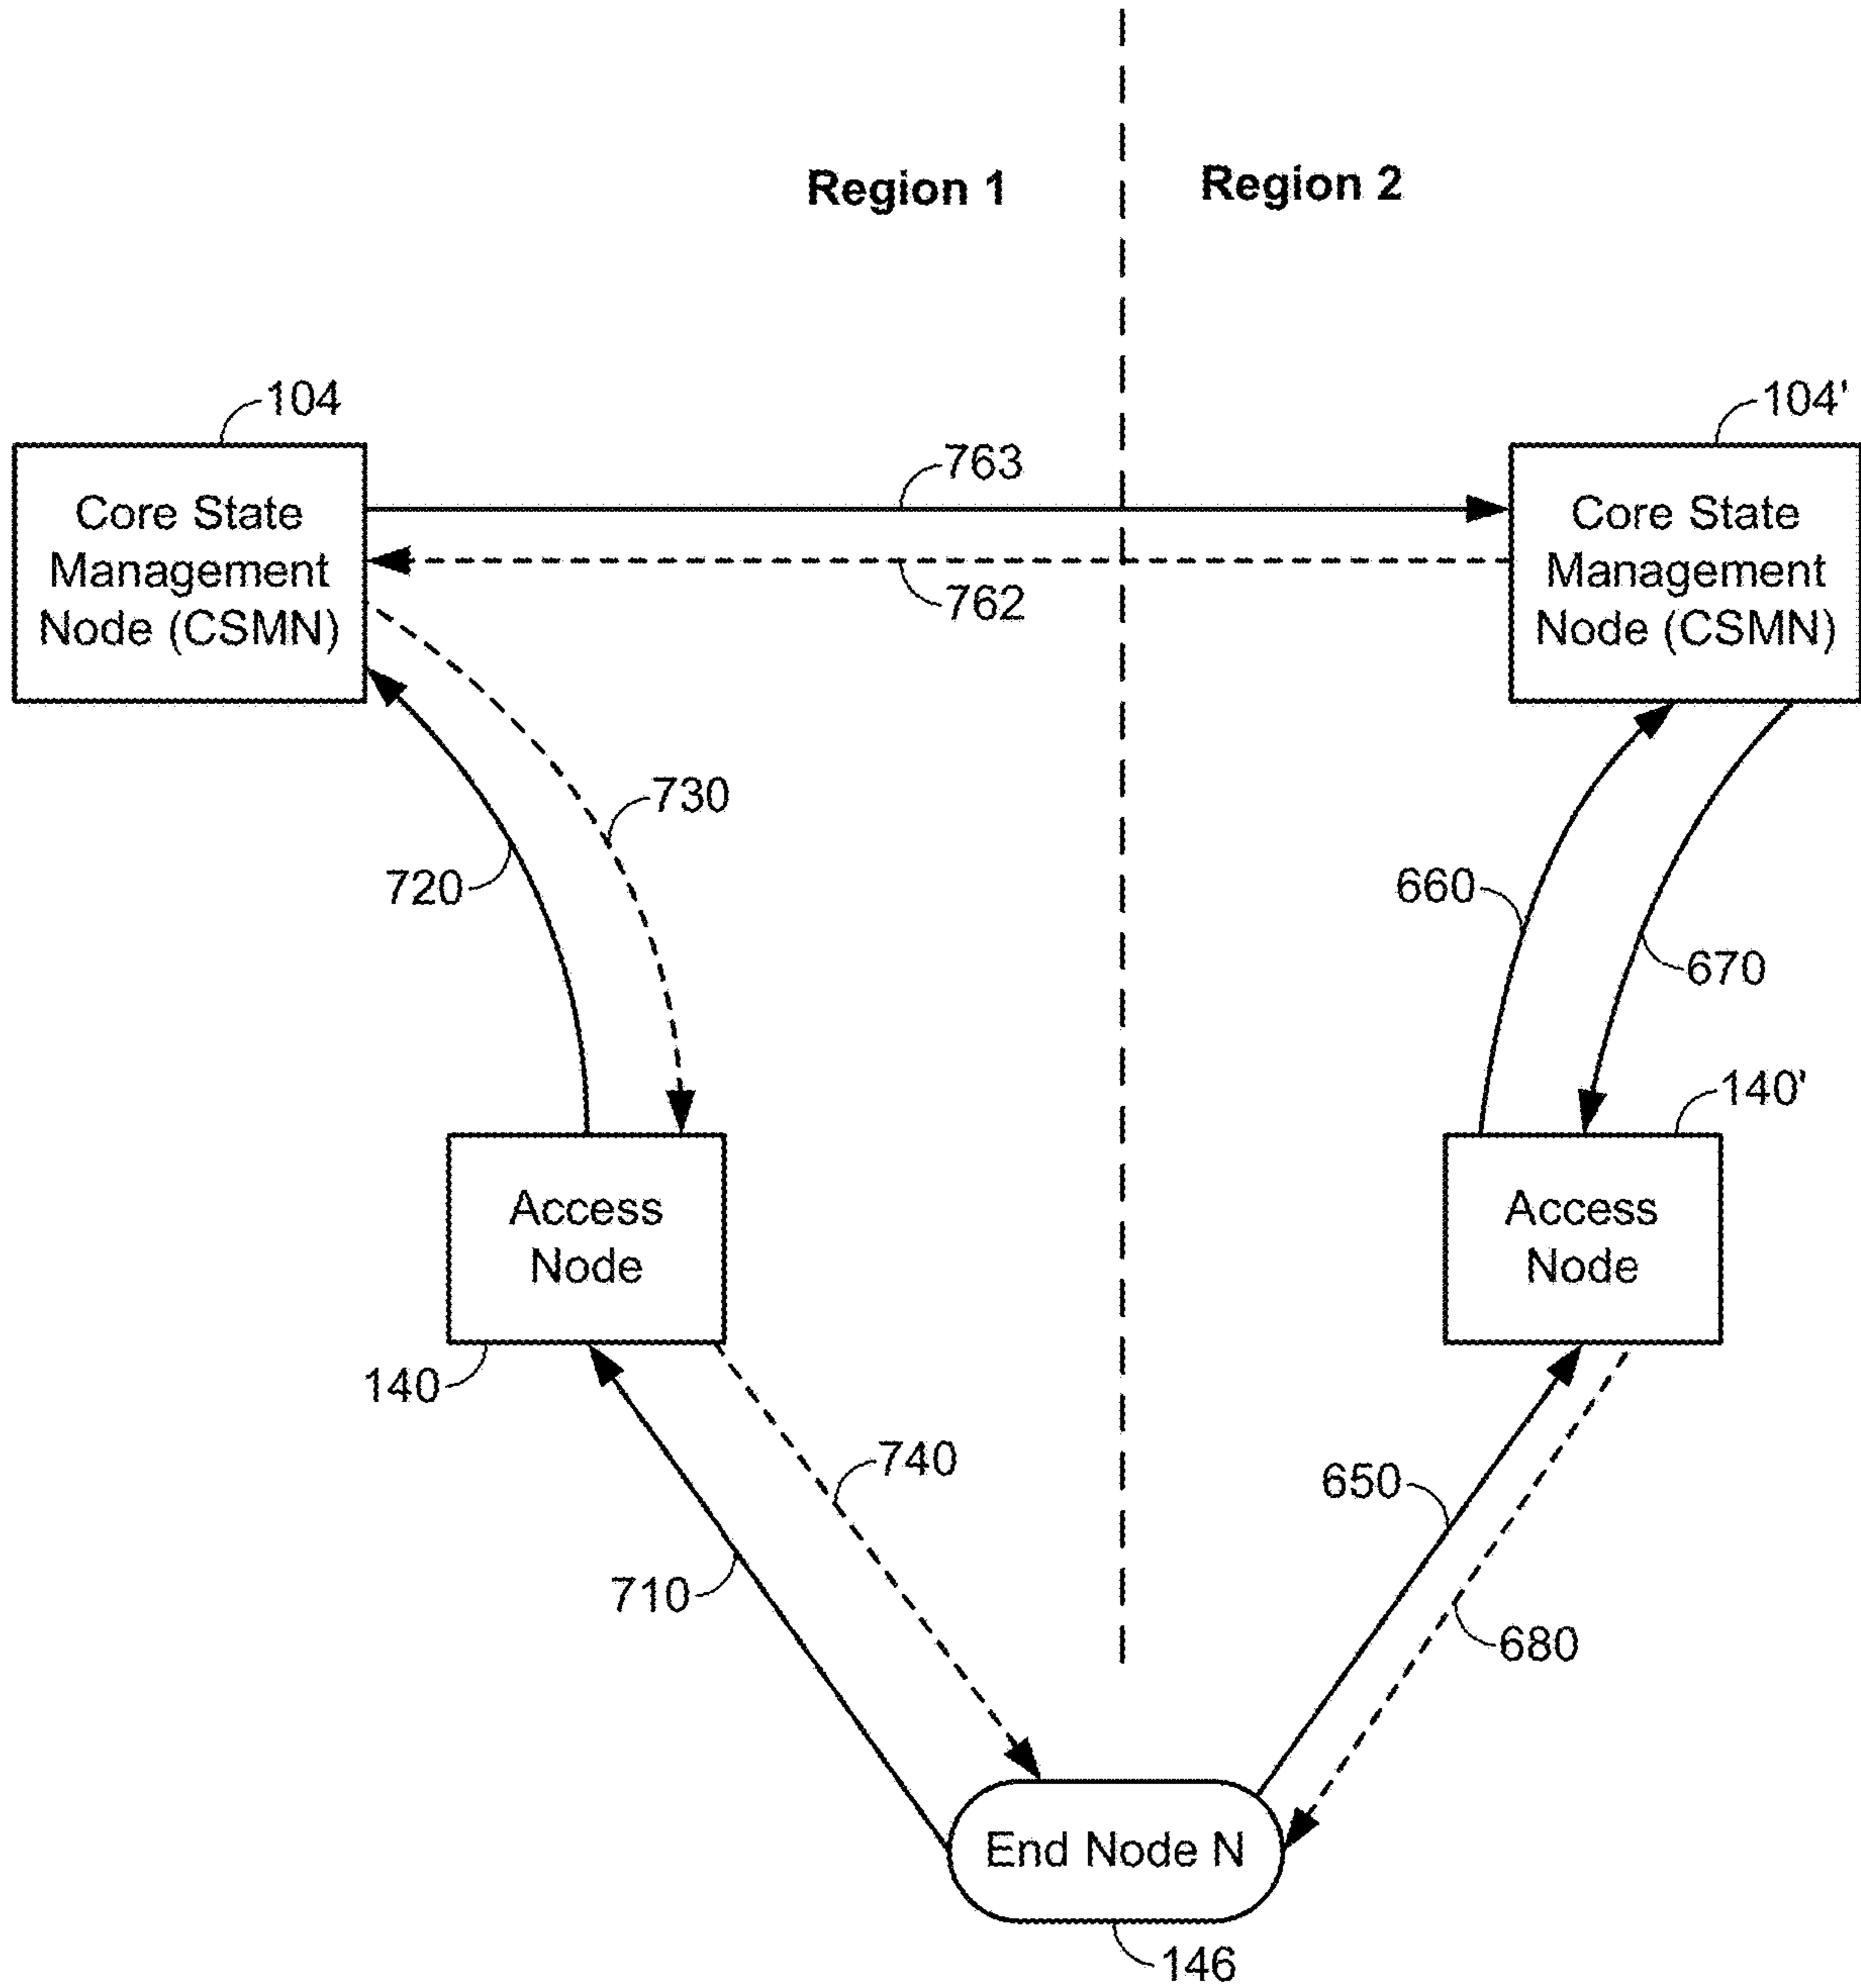 Region 1
Region 2
104
104'
763
Core State
Management
Node (CSMN)
Core State
Management
Node (CSMN)
762
730
720
660
670
140'
Access
Node
Access
Node
140
740
650
710
680
End Node N
146